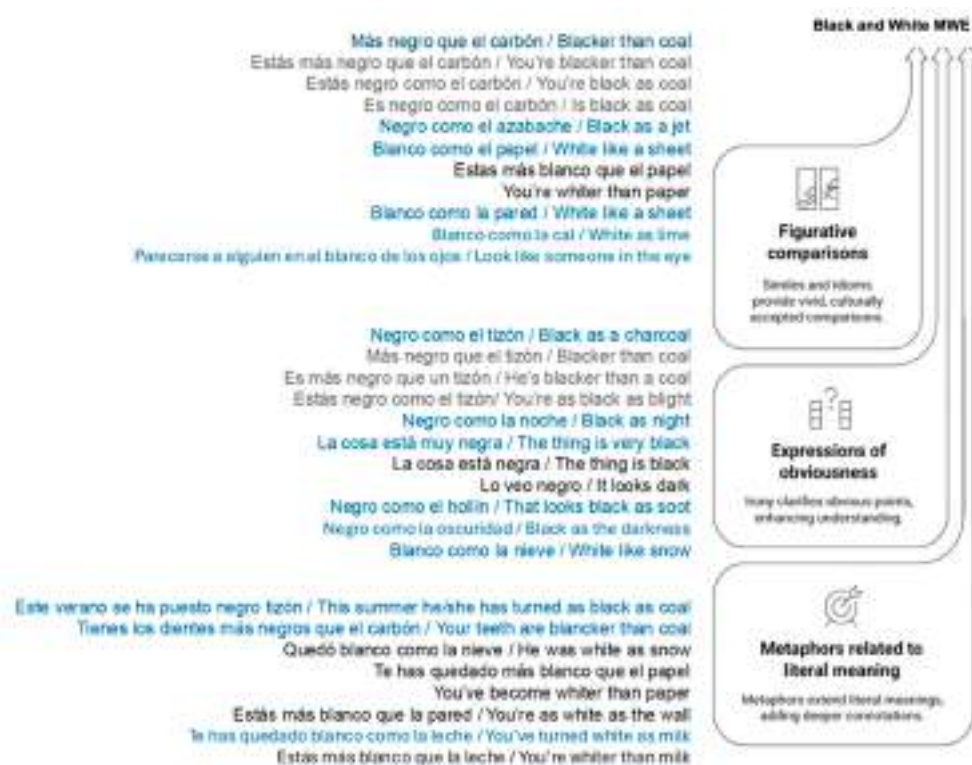 Black and White MWE
Más negro que el carbón / Blacker than coal
Estás más negro que el carbón / You're blacker than coal
Estás negro como el carbón / You're black as coal
Es negro como el carbón / Is black as coal
Negro como el azabache / Black as a jet
Blanco como el papel / White like a sheet
Estas más blanco que el papel
You're whiter than paper
Blanco como la pared / White like a sheet
Blanco como la cal / White as lime
Parecerse a alguien en el blanco de los ojos / Look like someone in the eye
Figurative
comparisons
Similes and idioms
provide vivid, culturally
accepted comparisons.
Negro como el tizón / Black as a charcoal
Más negro que el tizón / Blacker than coal
Es más negro que un tizón / He's blacker than a coal
Estás negro como el tizón/ You're as black as blight
Negro como la noche / Black as night
La cosa está muy negra / The thing is very black
La cosa está negra / The thing is black
Lo veo negro / It looks dark
Negro como el hollín / That looks black as soot
Negro como la oscuridad / Black as the darkness
Blanco como la nieve / White like snow
Expressions of
obviousness
Irony clarifies obvious points,
enhancing understanding.
Este verano se ha puesto negro tizón / This summer he/she has turned as black as coal
Tienes los dientes más negros que el carbón / Your teeth are blancker than coal
Quedó blanco como la nieve / He was white as snow
Te has quedado más blanco que el papel
You've become whiter than paper
Estás más blanco que la pared / You're as white as the wall
Te has quedado blanco como la leche / You've turned white as milk
Estás más blanco que la leche / You're whiter than milk
Metaphors related to
literal meaning
Metaphors extend literal meanings,
adding deeper connotations.